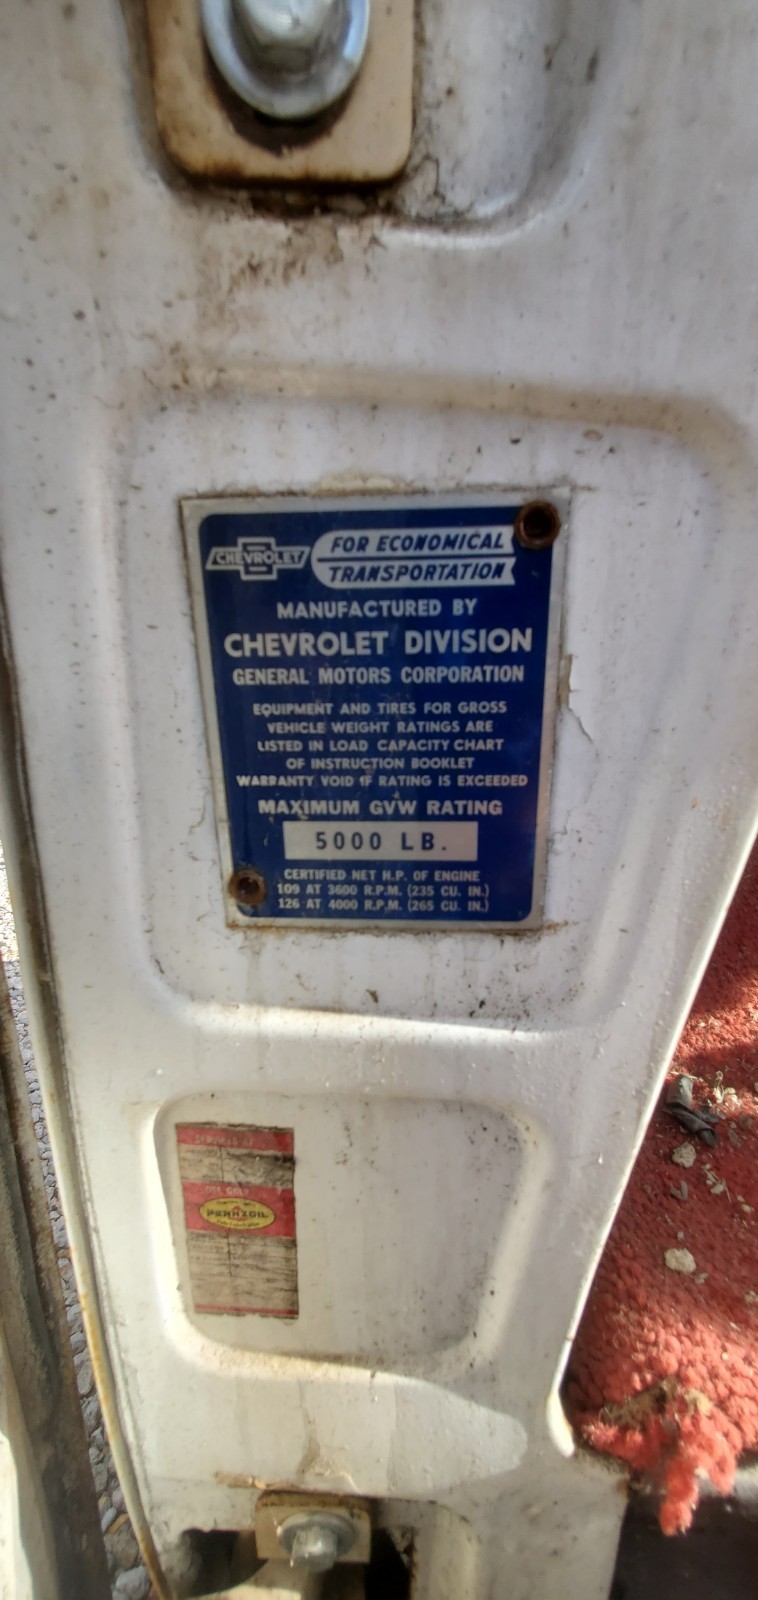 CHEVROLET
FOR ECONOMICAL
TRANSPORTATION
MANUFACTURED BY
CHEVROLET DIVISION
GENERAL MOTORS CORPORATION
EQUIPMENT AND TIRES FOR GROSS
VEHICLE WEIGHT RATINGS ARE
LISTED IN LOAD CAPACITY CHART
OF INSTRUCTION BOOKLET
WARRANTY VOID IF RATING IS EXCEEDED
MAXIMUM GVW RATING
5000 LB.
CERTIFIED NET H.P. OF ENGINE
109 AT 3600 R.P.M. (235 CU. IN.)
126 AT 4000 R.P.M. (265 CU. IN.)
PENNZOIL